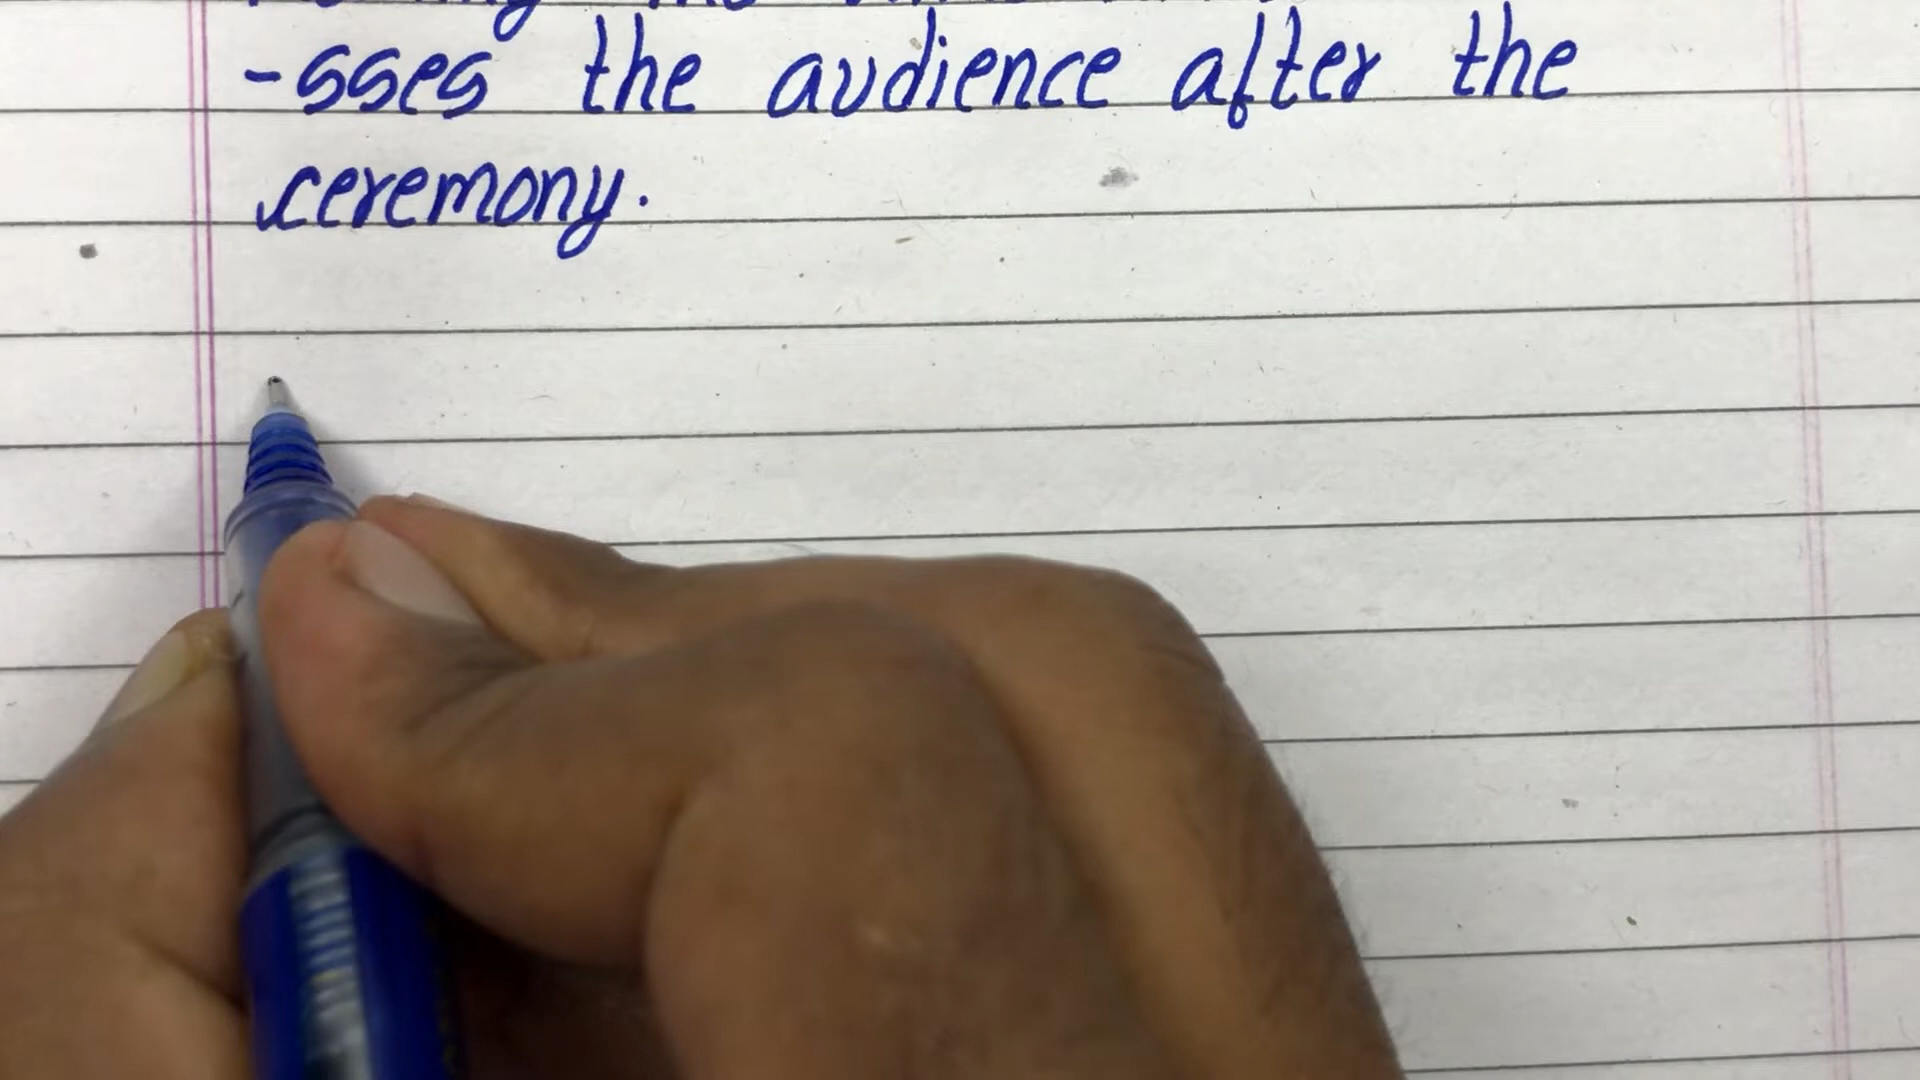 -sses the audience after the
ceremony.